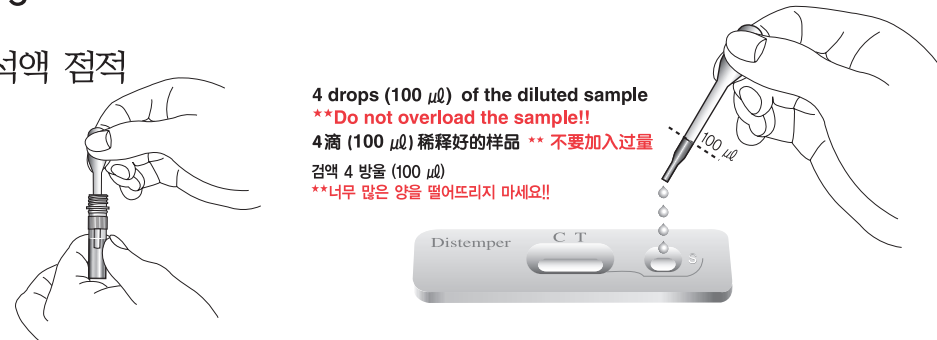 점적
4 drops (100 µℓ) of the diluted sample
**Do not overload the sample!!
4滴 (100 µℓ) 稀释好的样品 ** 不要加入过量
검액 4 방울 (100 µℓ)
**너무 많은 양을 떨어뜨리지 마세요!!
100 µℓ
Distemper C T
S